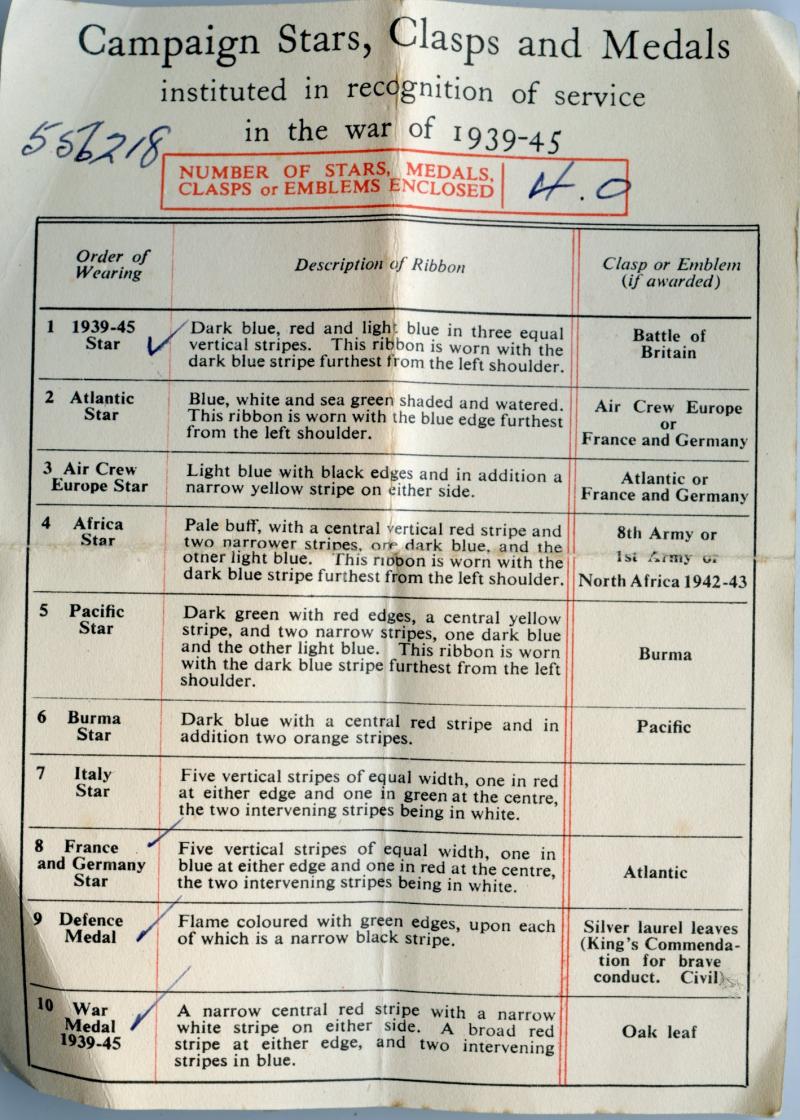 Campaign Stars, Clasps and Medals
instituted in recognition of service
in the war of 1939-45
556218
NUMBER OF STARS, MEDALS,
CLASPS or EMBLEMS ENCLOSED
4.0
Order of
Wearing
Description of Ribbon
Clasp or Emblem
(if awarded)
1 1939-45
Star
Dark blue, red and light blue in three equal
vertical stripes. This ribbon is worn with the
dark blue stripe furthest from the left shoulder.
Battle of
Britain
2 Atlantic
Star
Blue, white and sea green shaded and watered.
This ribbon is worn with the blue edge furthest
from the left shoulder.
Air Crew Europe
or
France and Germany
3 Air Crew
Europe Star
Light blue with black edges and in addition a
narrow yellow stripe on either side.
Atlantic or
France and Germany
4 Africa
Star
Pale buff, with a central vertical red stripe and
two narrower stripes, one dark blue, and the
other light blue. This ribbon is worn with the
dark blue stripe furthest from the left shoulder.
8th Army or
1st Army or
North Africa 1942-43
5 Pacific
Star
Dark green with red edges, a central yellow
stripe, and two narrow stripes, one dark blue
and the other light blue. This ribbon is worn
with the dark blue stripe furthest from the left
shoulder.
Burma
6 Burma
Star
Dark blue with a central red stripe and in
addition two orange stripes.
Pacific
7 Italy
Star
Five vertical stripes of equal width, one in red
at either edge and one in green at the centre,
the two intervening stripes being in white.
8 France
and Germany
Star
Five vertical stripes of equal width, one in
blue at either edge and one in red at the centre,
the two intervening stripes being in white.
Atlantic
9 Defence
Medal
Flame coloured with green edges, upon each
of which is a narrow black stripe.
Silver laurel leaves
(King's Commenda-
tion for brave
conduct. Civil)
10 War
Medal
1939-45
A narrow central red stripe with a narrow
white stripe on either side. A broad red
stripe at either edge, and two intervening
stripes in blue.
Oak leaf